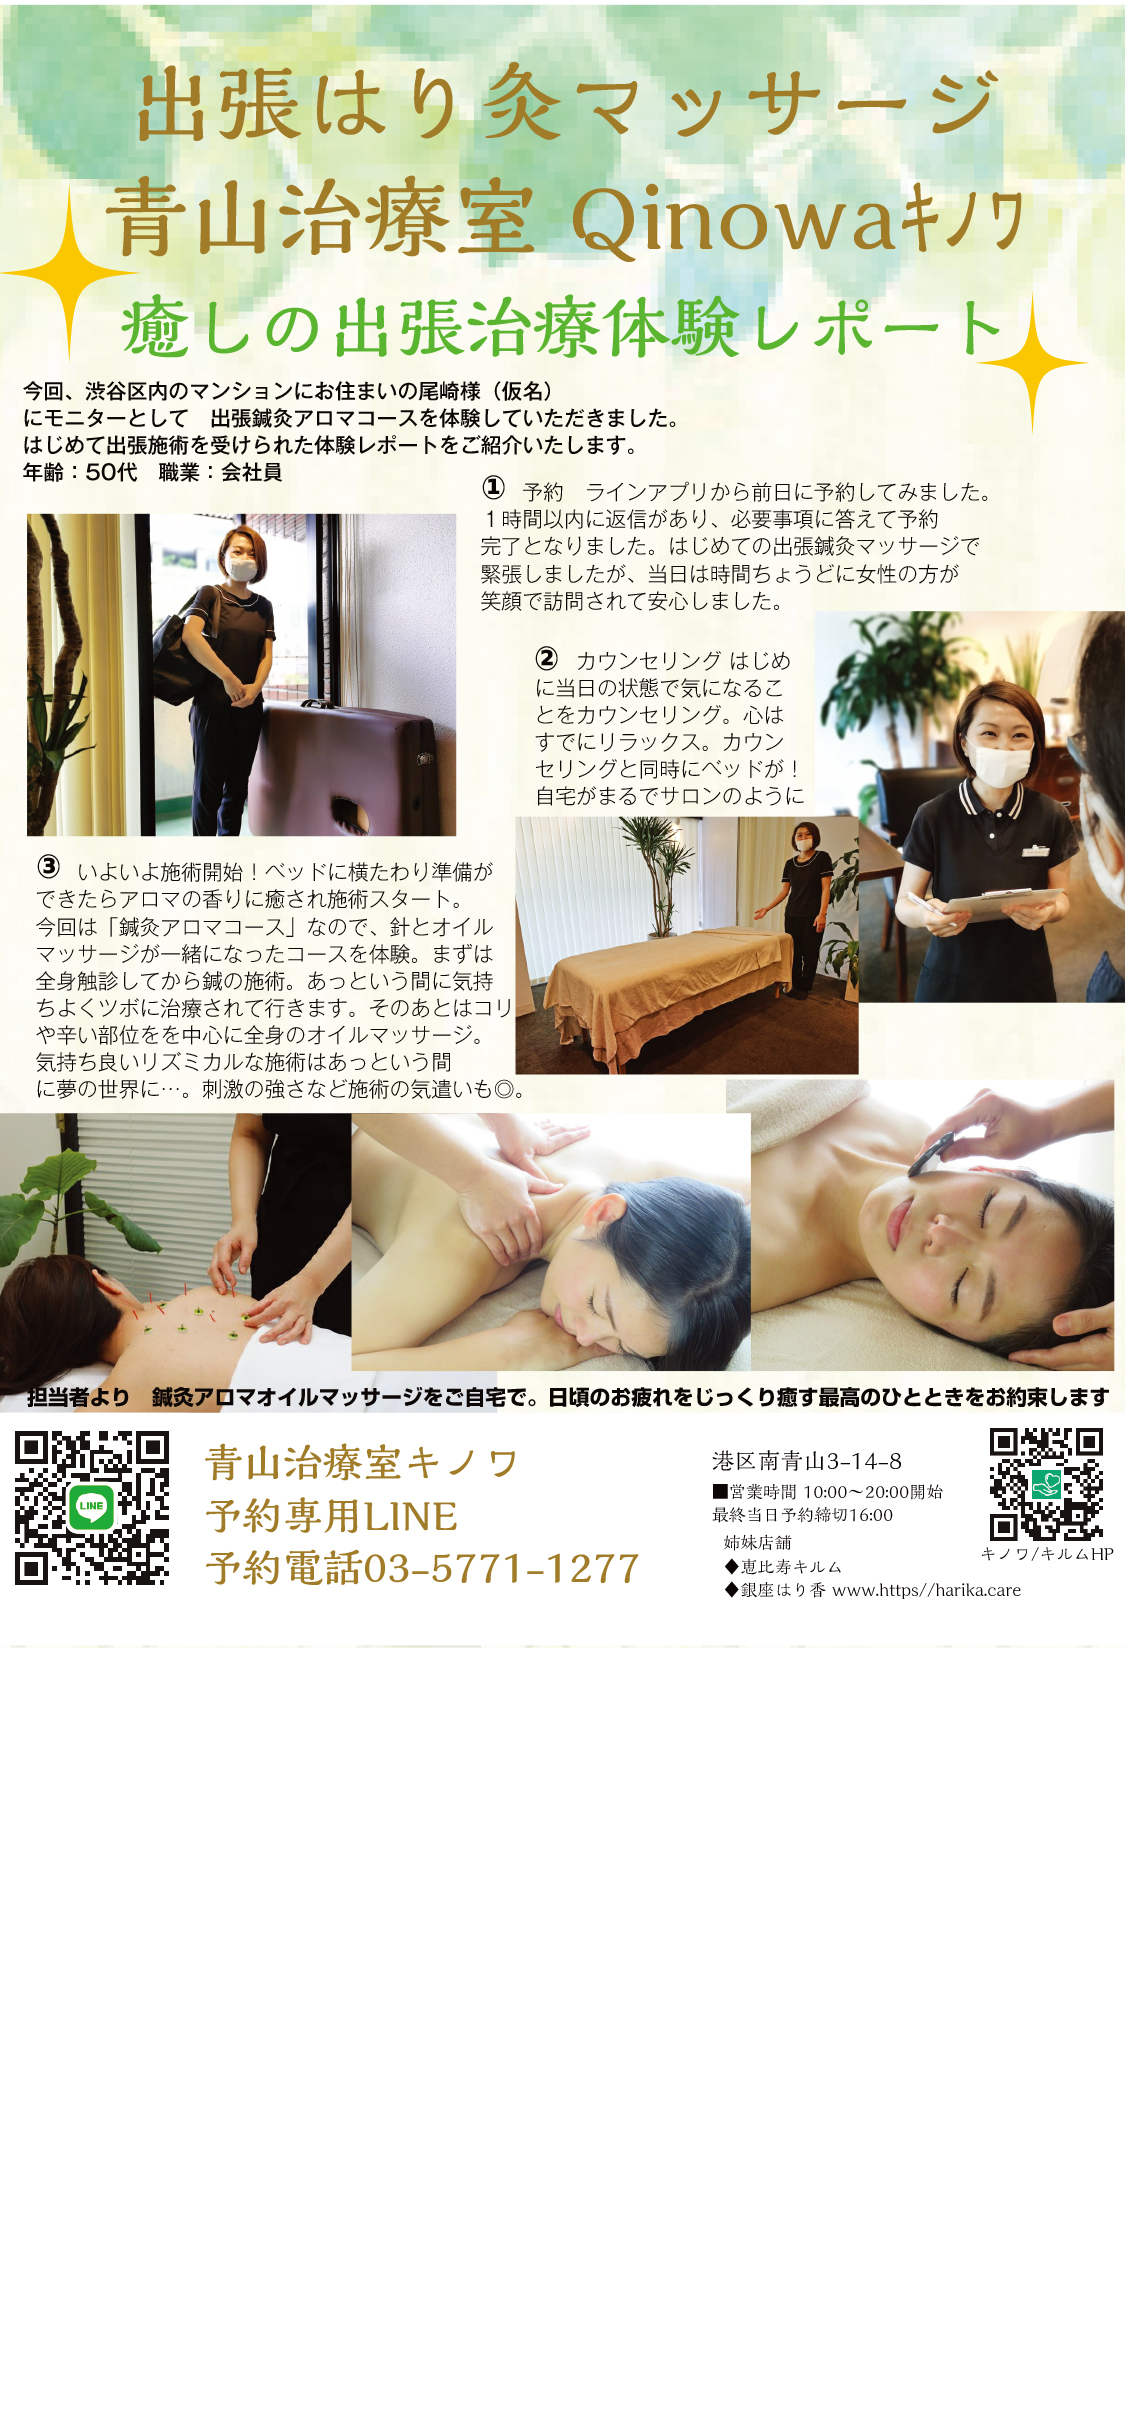 出張はり灸マッサージ
青山治療室 Qinowaｷﾉﾜ
癒しの出張治療体験レポート
今回、渋谷区内のマンションにお住まいの尾崎様（仮名）
にモニターとして　出張鍼灸アロマコースを体験していただきました。
はじめて出張施術を受けられた体験レポートをご紹介いたします。
年齢：50代　職業：会社員
①　予約　ラインアプリから前日に予約してみました。
１時間以内に返信があり、必要事項に答えて予約
完了となりました。はじめての出張鍼灸マッサージで
緊張しましたが、当日は時間ちょうどに女性の方が
笑顔で訪問されて安心しました。
②　カウンセリング はじめ
に当日の状態で気になるこ
とをカウンセリング。心は
すでにリラックス。カウン
セリングと同時にベッドが！
自宅がまるでサロンのように
③　いよいよ施術開始！ベッドに横たわり準備が
できたらアロマの香りに癒され施術スタート。
今回は「鍼灸アロマコース」なので、針とオイル
マッサージが一緒になったコースを体験。まずは
全身触診してから鍼の施術。あっという間に気持
ちよくツボに治療されて行きます。そのあとはコリ
や辛い部位をを中心に全身のオイルマッサージ。
気持ち良いリズミカルな施術はあっという間
に夢の世界に…。刺激の強さなど施術の気遣いも◎。
担当者より　鍼灸アロマオイルマッサージをご自宅で。日頃のお疲れをじっくり癒す最高のひとときをお約束します
LINE
青山治療室キノワ
予約専用LINE
予約電話03-5771-1277
港区南青山3-14-8
■営業時間 10:00〜20:00開始
最終当日予約締切16:00
姉妹店舗
◆恵比寿キルム
◆銀座はり香 www.https//harika.care
キノワ/キルムHP